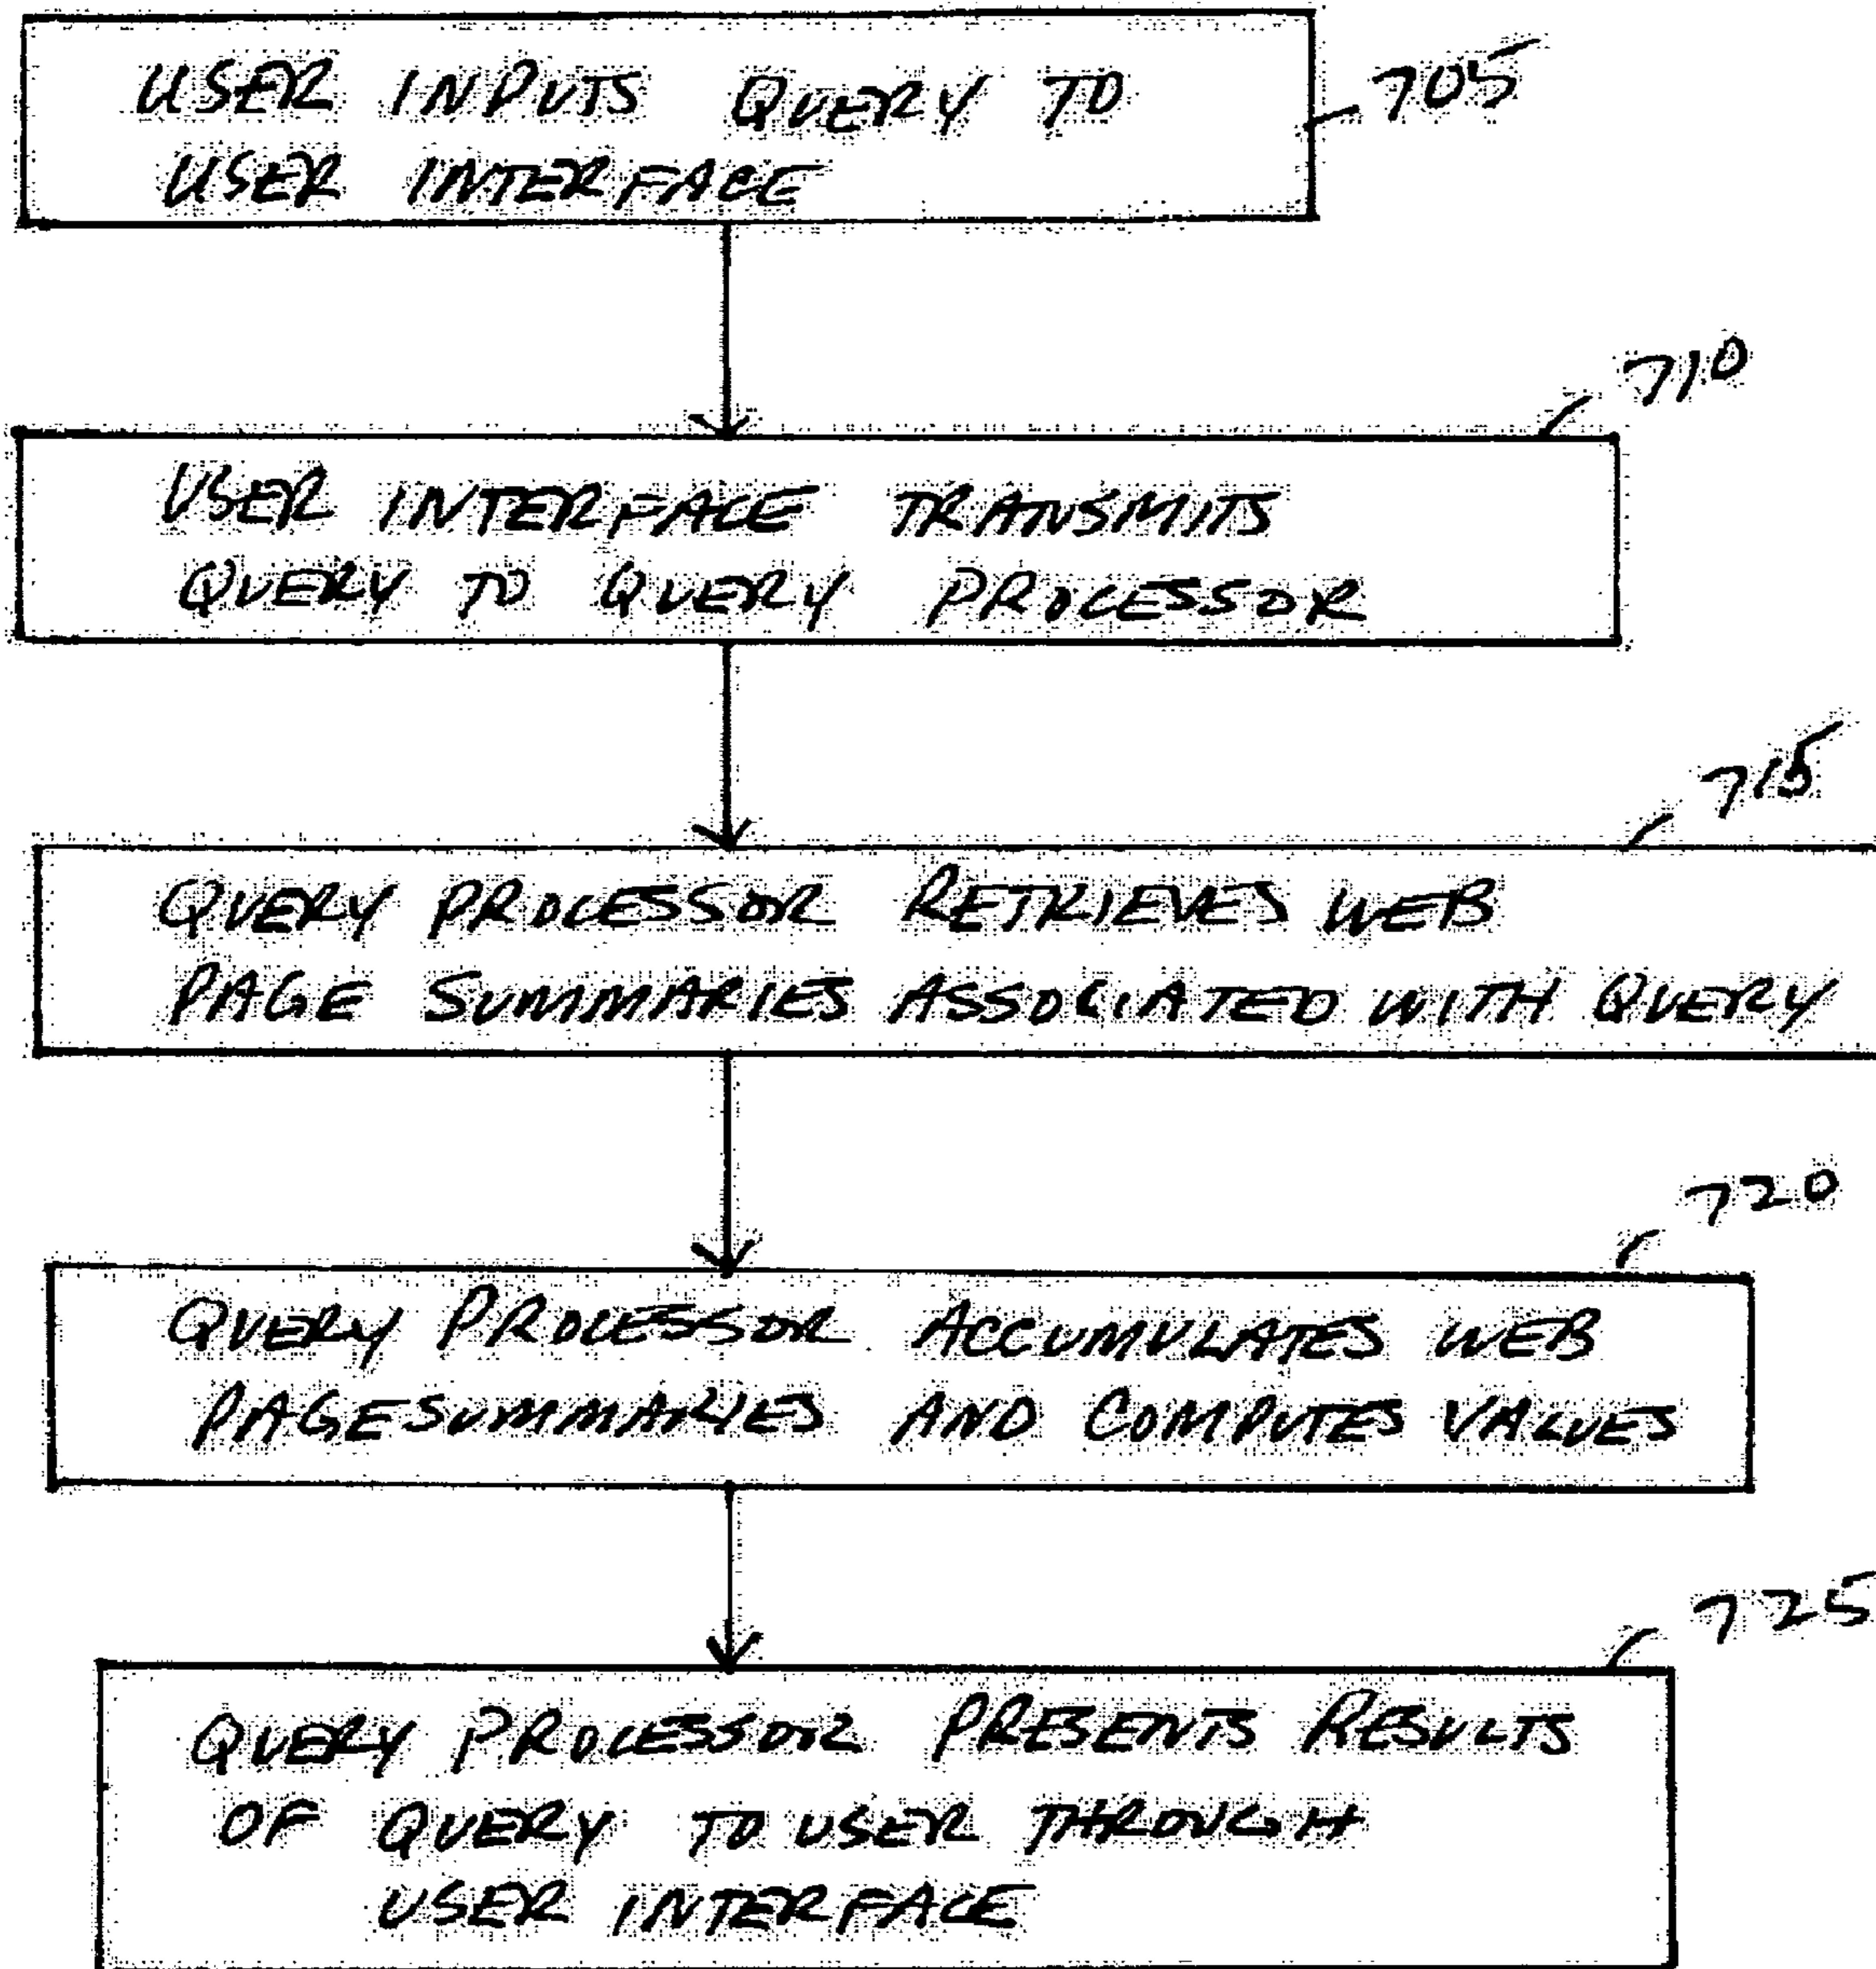 USER INPUTS QUERY TO
USER INTERFACE
705
710
USER INTERFACE TRANSMITS
QUERY TO QUERY PROCESSOR
715
QUERY PROCESSOR RETRIEVES WEB
PAGE SUMMARIES ASSOCIATED WITH QUERY
720
QUERY PROCESSOR ACCUMULATES WEB
PAGE SUMMARIES AND COMPUTES VALUES
725
QUERY PROCESSOR PRESENTS RESULTS
OF QUERY TO USER THROUGH
USER INTERFACE